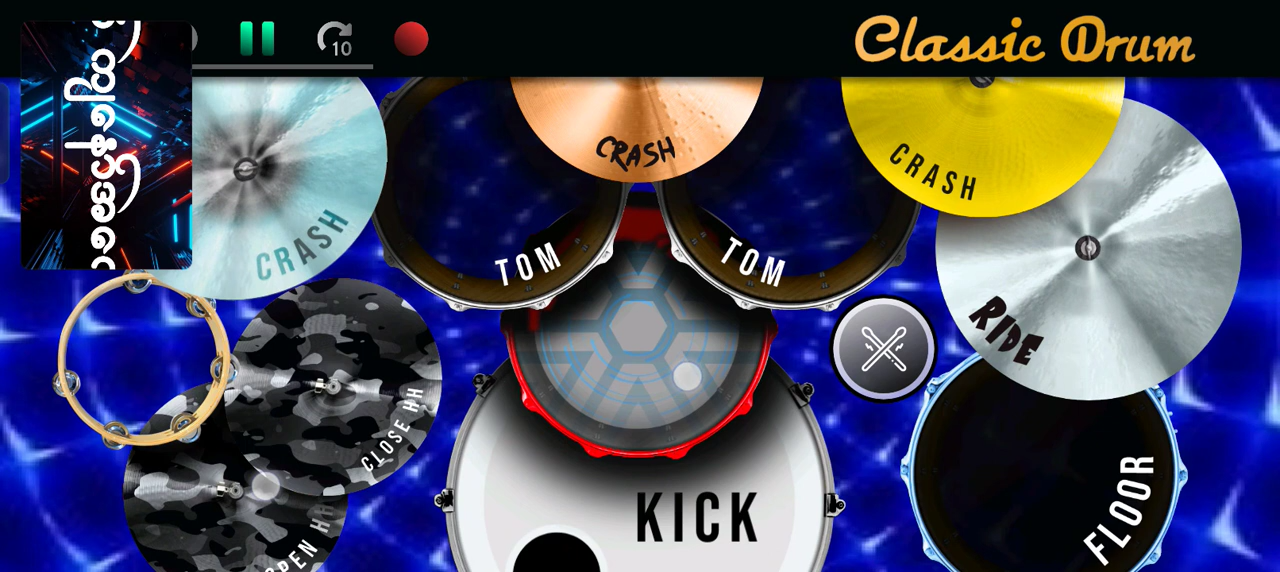 10
Classic Drum
CRASH
CRASH
CRASH
TOM
TOM
RIDE
CLOSE HH
KICK
FLOOR